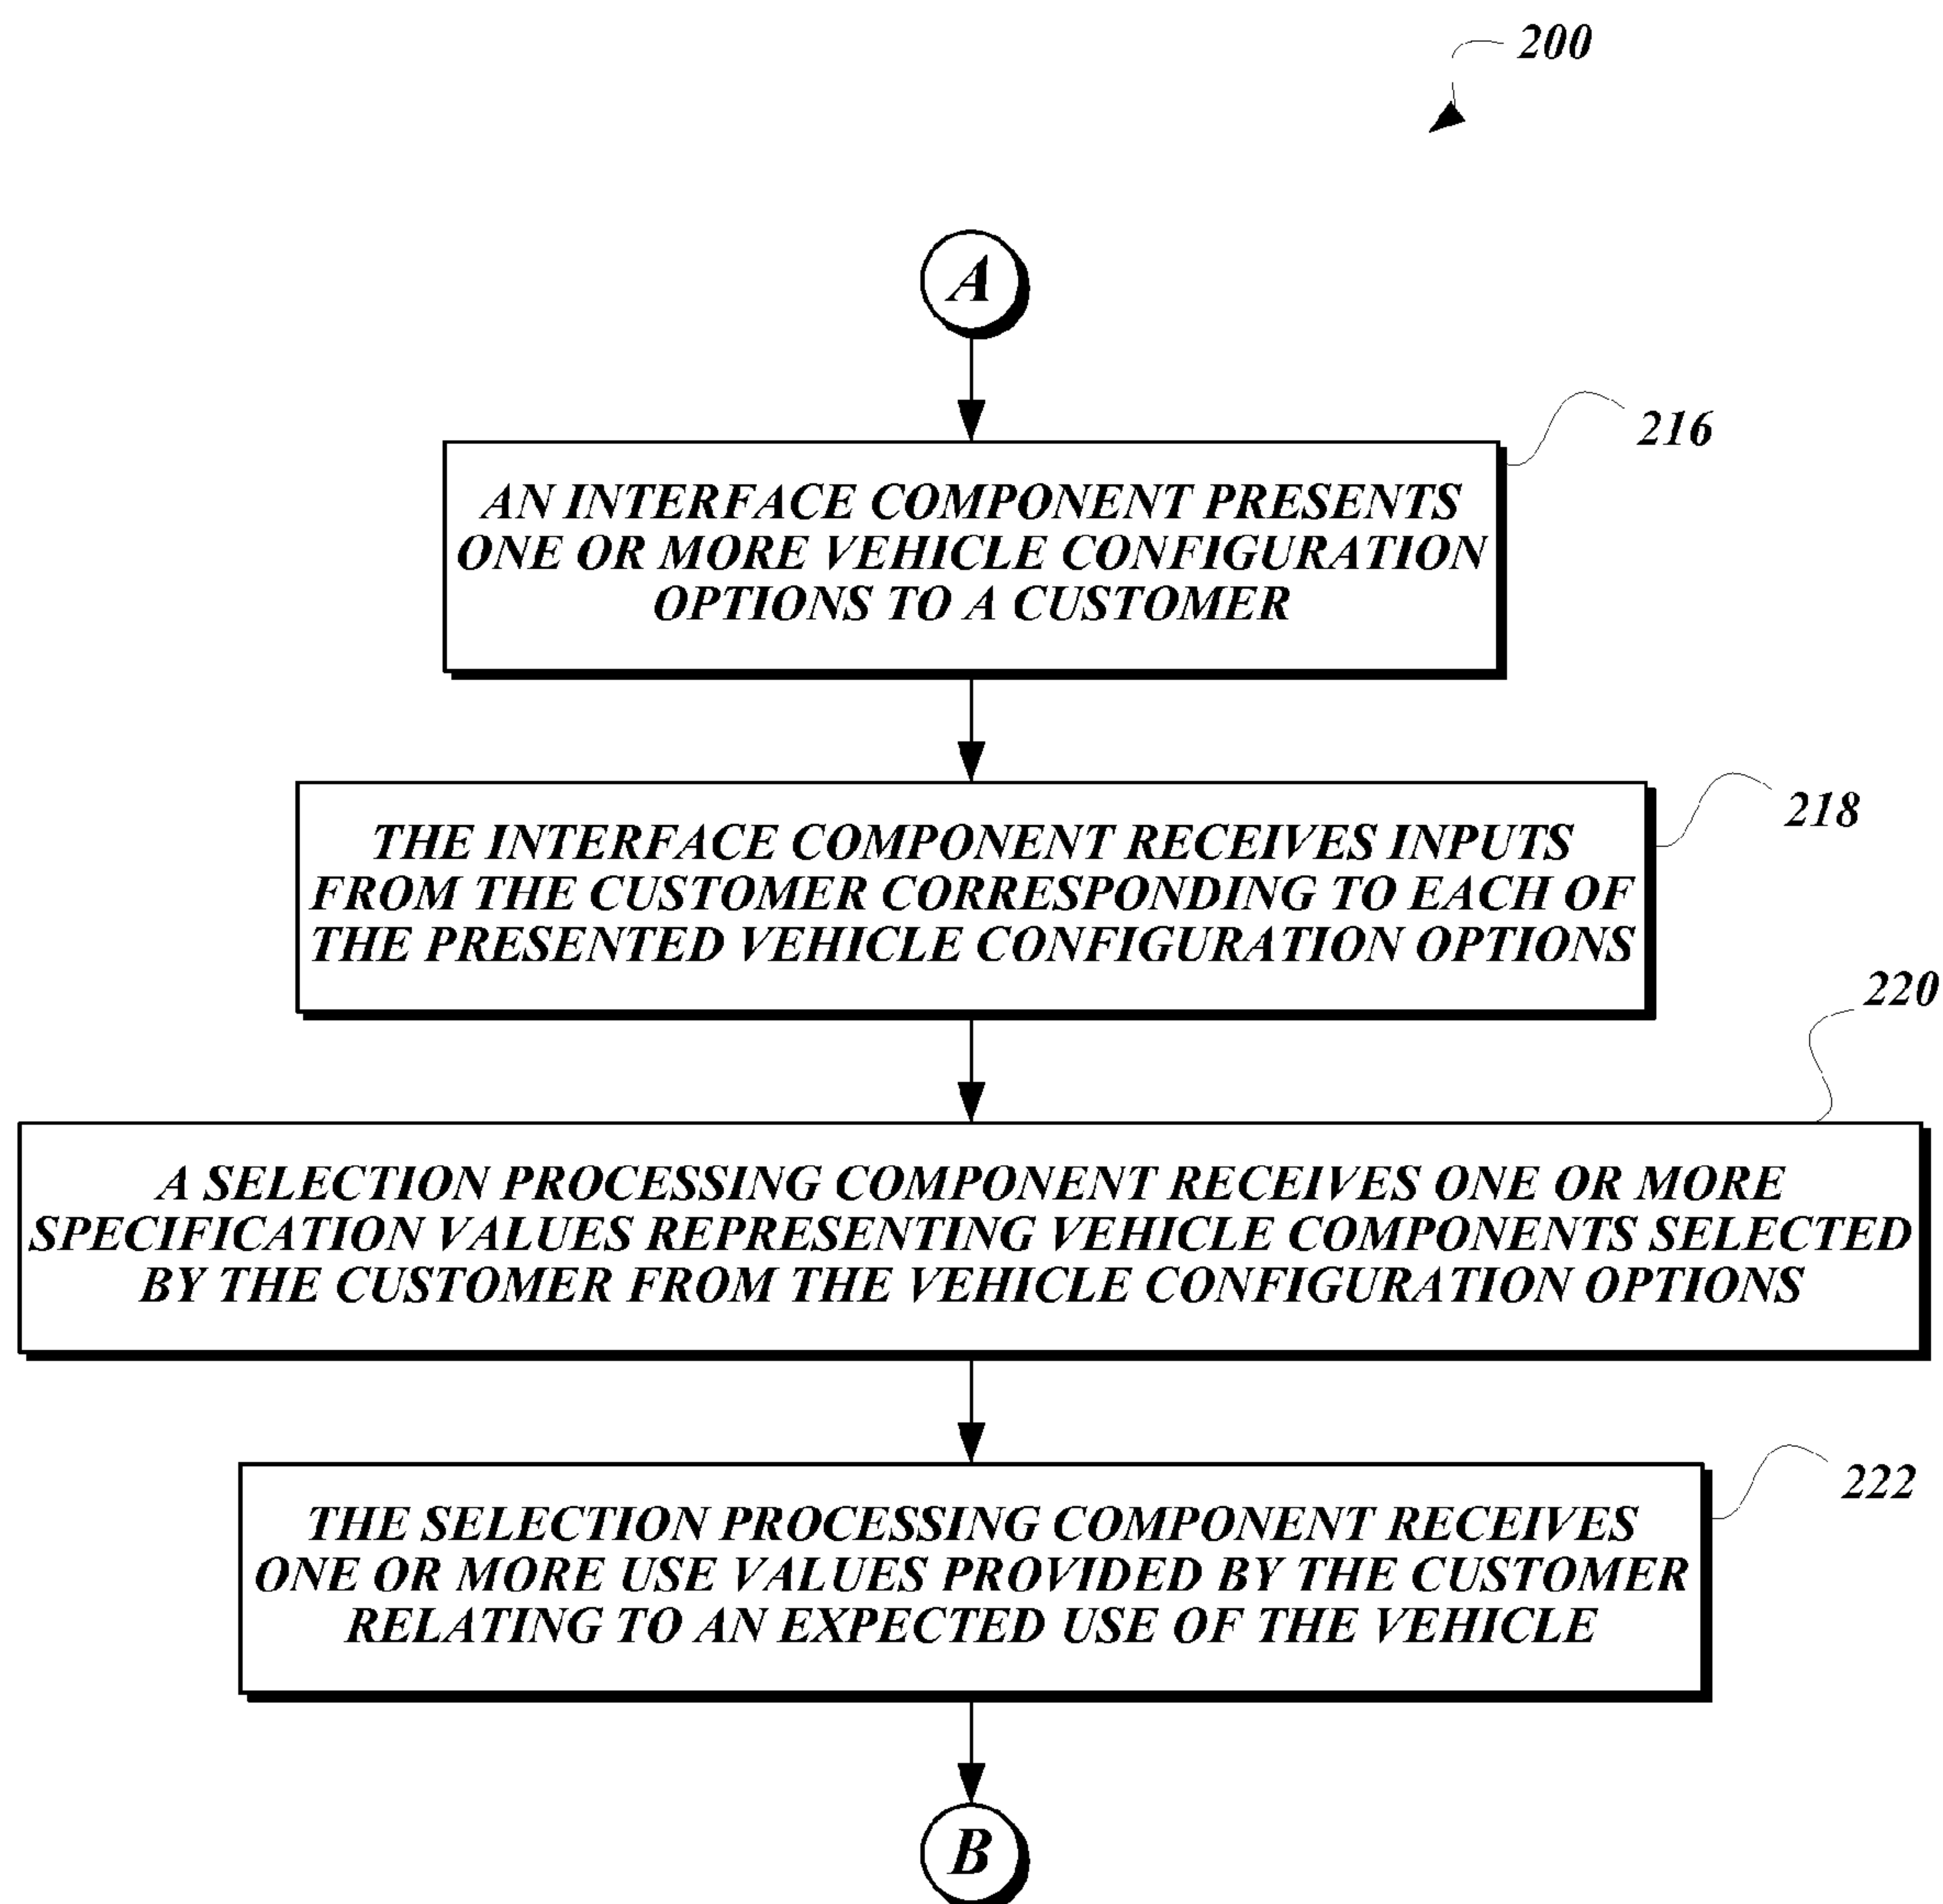 200
A
216
AN INTERFACE COMPONENT PRESENTS
ONE OR MORE VEHICLE CONFIGURATION
OPTIONS TO A CUSTOMER
218
THE INTERFACE COMPONENT RECEIVES INPUTS
FROM THE CUSTOMER CORRESPONDING TO EACH OF
THE PRESENTED VEHICLE CONFIGURATION OPTIONS
220
A SELECTION PROCESSING COMPONENT RECEIVES ONE OR MORE
SPECIFICATION VALUES REPRESENTING VEHICLE COMPONENTS SELECTED
BY THE CUSTOMER FROM THE VEHICLE CONFIGURATION OPTIONS
222
THE SELECTION PROCESSING COMPONENT RECEIVES
ONE OR MORE USE VALUES PROVIDED BY THE CUSTOMER
RELATING TO AN EXPECTED USE OF THE VEHICLE
B